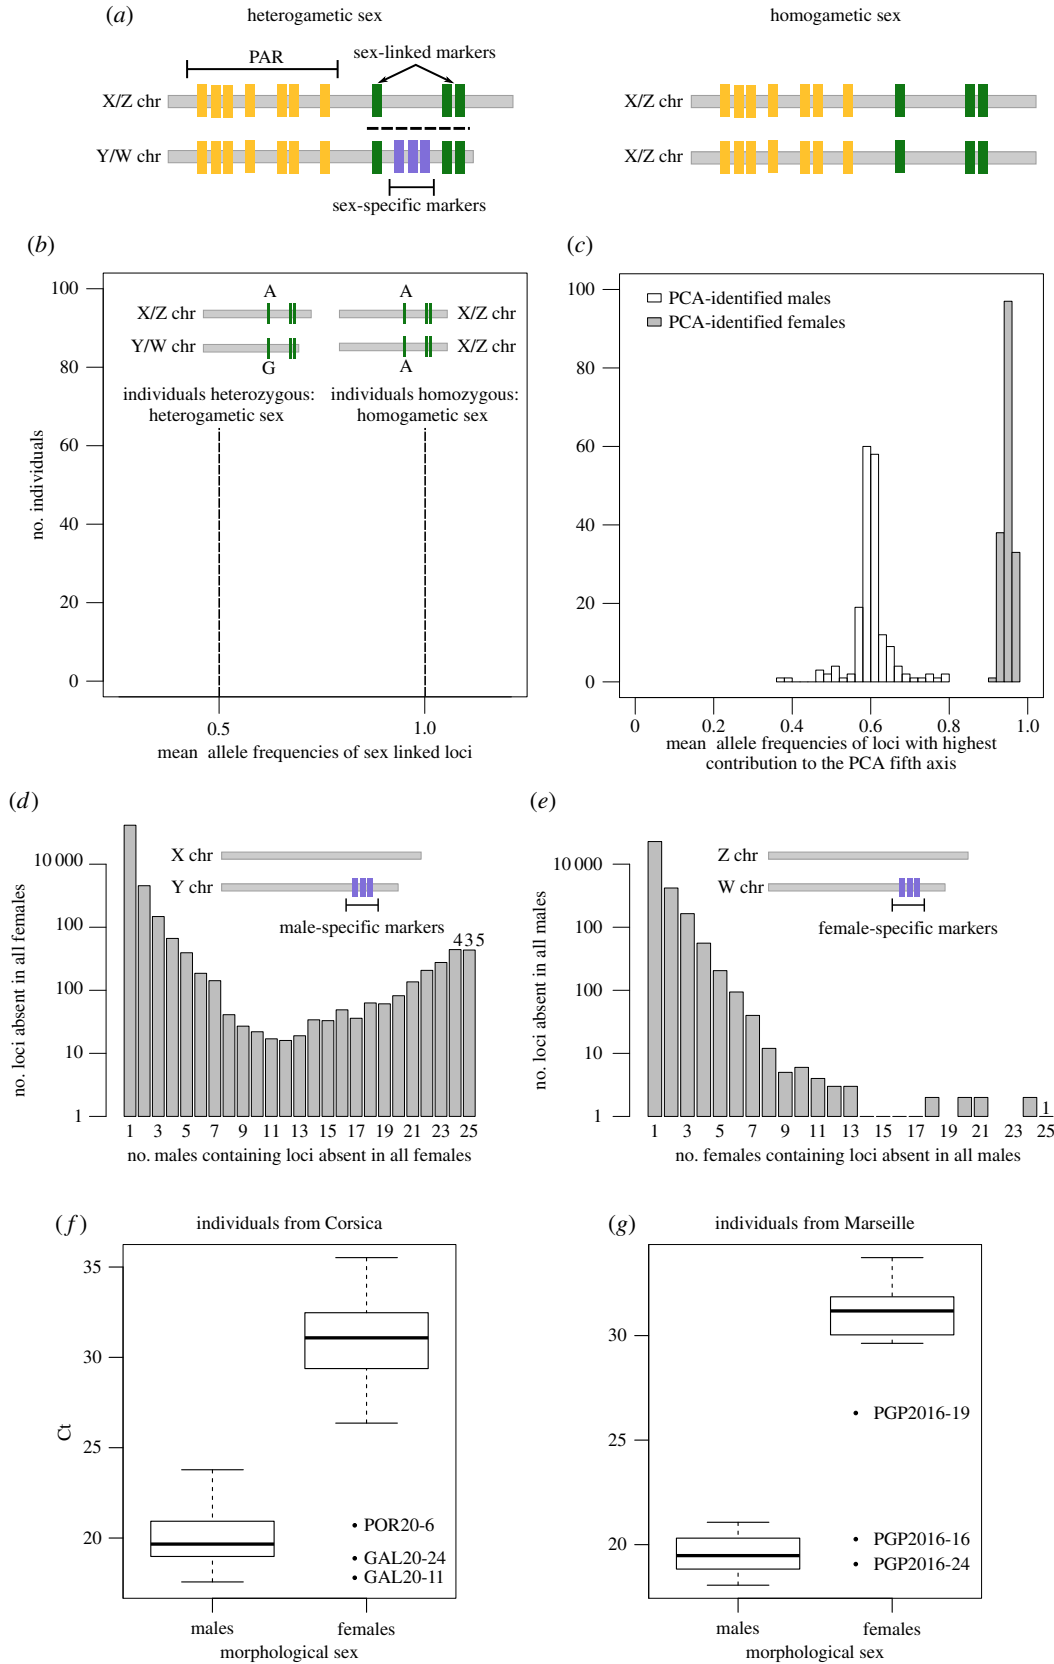 (a)
heterogametic sex
homogametic sex
PAR
sex-linked markers
X/Z chr
Y/W chr
sex-specific markers
X/Z chr
X/Z chr
(b)
no. individuals
100
80
60
40
20
0
A
A
X/Z chr
X/Z chr
Y/W chr
X/Z chr
G
A
individuals heterozygous:
heterogametic sex
individuals homozygous:
homogametic sex
0.5
1.0
mean allele frequencies of sex linked loci
(c)
100
80
60
40
20
0
PCA-identified males
PCA-identified females
0
0.2
0.4
0.6
0.8
1.0
mean allele frequencies of loci with highest
contribution to the PCA fifth axis
(d)
no. loci absent in all females
10 000
100
100
10
1
X chr
Y chr
male-specific markers
435
1 3 5 7 9 11 13 15 17 19 21 23 25
no. males containing loci absent in all females
(e)
no. loci absent in all males
10 000
100
100
10
1
Z chr
W chr
female-specific markers
1
1 3 5 7 9 11 13 15 17 19 21 23 25
no. females containing loci absent in all males
(f)
individuals from Corsica
Ct
35
30
25
20
POR20-6
GAL20-24
GAL20-11
males
females
morphological sex
(g)
individuals from Marseille
30
25
20
PGP2016-19
PGP2016-16
PGP2016-24
males
females
morphological sex